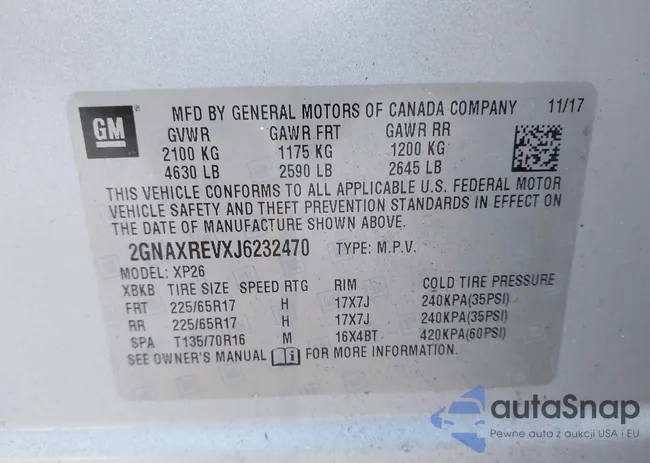 GM
MFD BY GENERAL MOTORS OF CANADA COMPANY 11/17
GVWR GAWR FRT GAWR RR
2100 KG 1175 KG 1200 KG
4630 LB 2590 LB 2645 LB
THIS VEHICLE CONFORMS TO ALL APPLICABLE U.S. FEDERAL MOTOR
VEHICLE SAFETY AND THEFT PREVENTION STANDARDS IN EFFECT ON
THE DATE OF MANUFACTURE SHOWN ABOVE.
2GNAXREVXJ6232470 TYPE: M.P.V.
MODEL: XP26
XBKB TIRE SIZE SPEED RTG RIM COLD TIRE PRESSURE
FRT 225/65R17 H 17X7J 240KPA(35PSI)
RR 225/65R17 H 17X7J 240KPA(35PSI)
SPA T135/70R16 M 16X4BT 420KPA(60PSI)
SEE OWNER'S MANUAL i FOR MORE INFORMATION.
autaSnap
Pewne auto z aukcji USA i EU